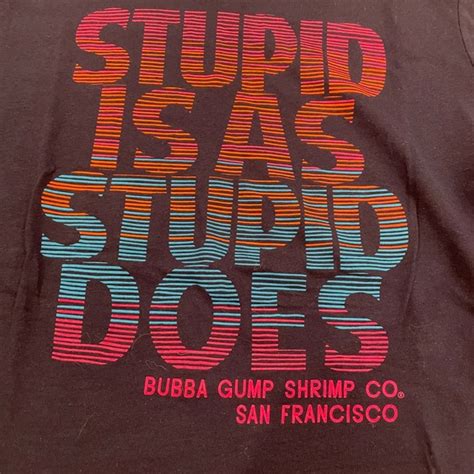 STUPID
IS AS
STUPID
DOES
BUBBA GUMP SHRIMP CO.®
SAN FRANCISCO